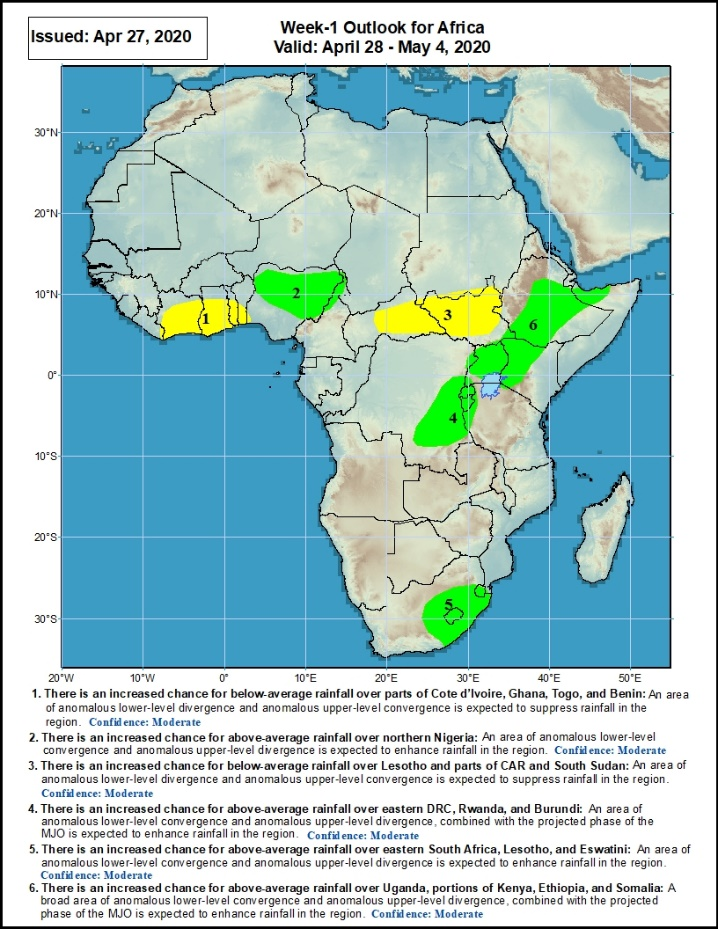 Issued: Apr 27, 2020
Week-1 Outlook for Africa
Valid: April 28 - May 4, 2020
30°N
20°N
10°N
0°
10°S
20°S
30°S
1
2
3
6
4
5
20°W
10°W
0°
10°E
20°E
30°E
40°E
50°E
1. There is an increased chance for below-average rainfall over parts of Cote d'Ivoire, Ghana, Togo, and Benin: An area
of anomalous lower-level divergence and anomalous upper-level convergence is expected to suppress rainfall in the
region. Confidence: Moderate
2. There is an increased chance for above-average rainfall over northern Nigeria: An area of anomalous lower-level
convergence and anomalous upper-level divergence is expected to enhance rainfall in the region. Confidence: Moderate
3. There is an increased chance for below-average rainfall over Lesotho and parts of CAR and South Sudan: An area of
anomalous lower-level divergence and anomalous upper-level convergence is expected to suppress rainfall in the region.
Confidence: Moderate
4. There is an increased chance for above-average rainfall over eastern DRC, Rwanda, and Burundi: An area of
anomalous lower-level convergence and anomalous upper-level divergence, combined with the projected phase of the
MJO is expected to enhance rainfall in the region. Confidence: Moderate
5. There is an increased chance for above-average rainfall over eastern South Africa, Lesotho, and Eswatini: An area of
anomalous lower-level convergence and anomalous upper-level divergence is expected to enhance rainfall in the region.
Confidence: Moderate
6. There is an increased chance for above-average rainfall over Uganda, portions of Kenya, Ethiopia, and Somalia: A
broad area of anomalous lower-level convergence and anomalous upper-level divergence, combined with the projected
phase of the MJO is expected to enhance rainfall in the region. Confidence: Moderate